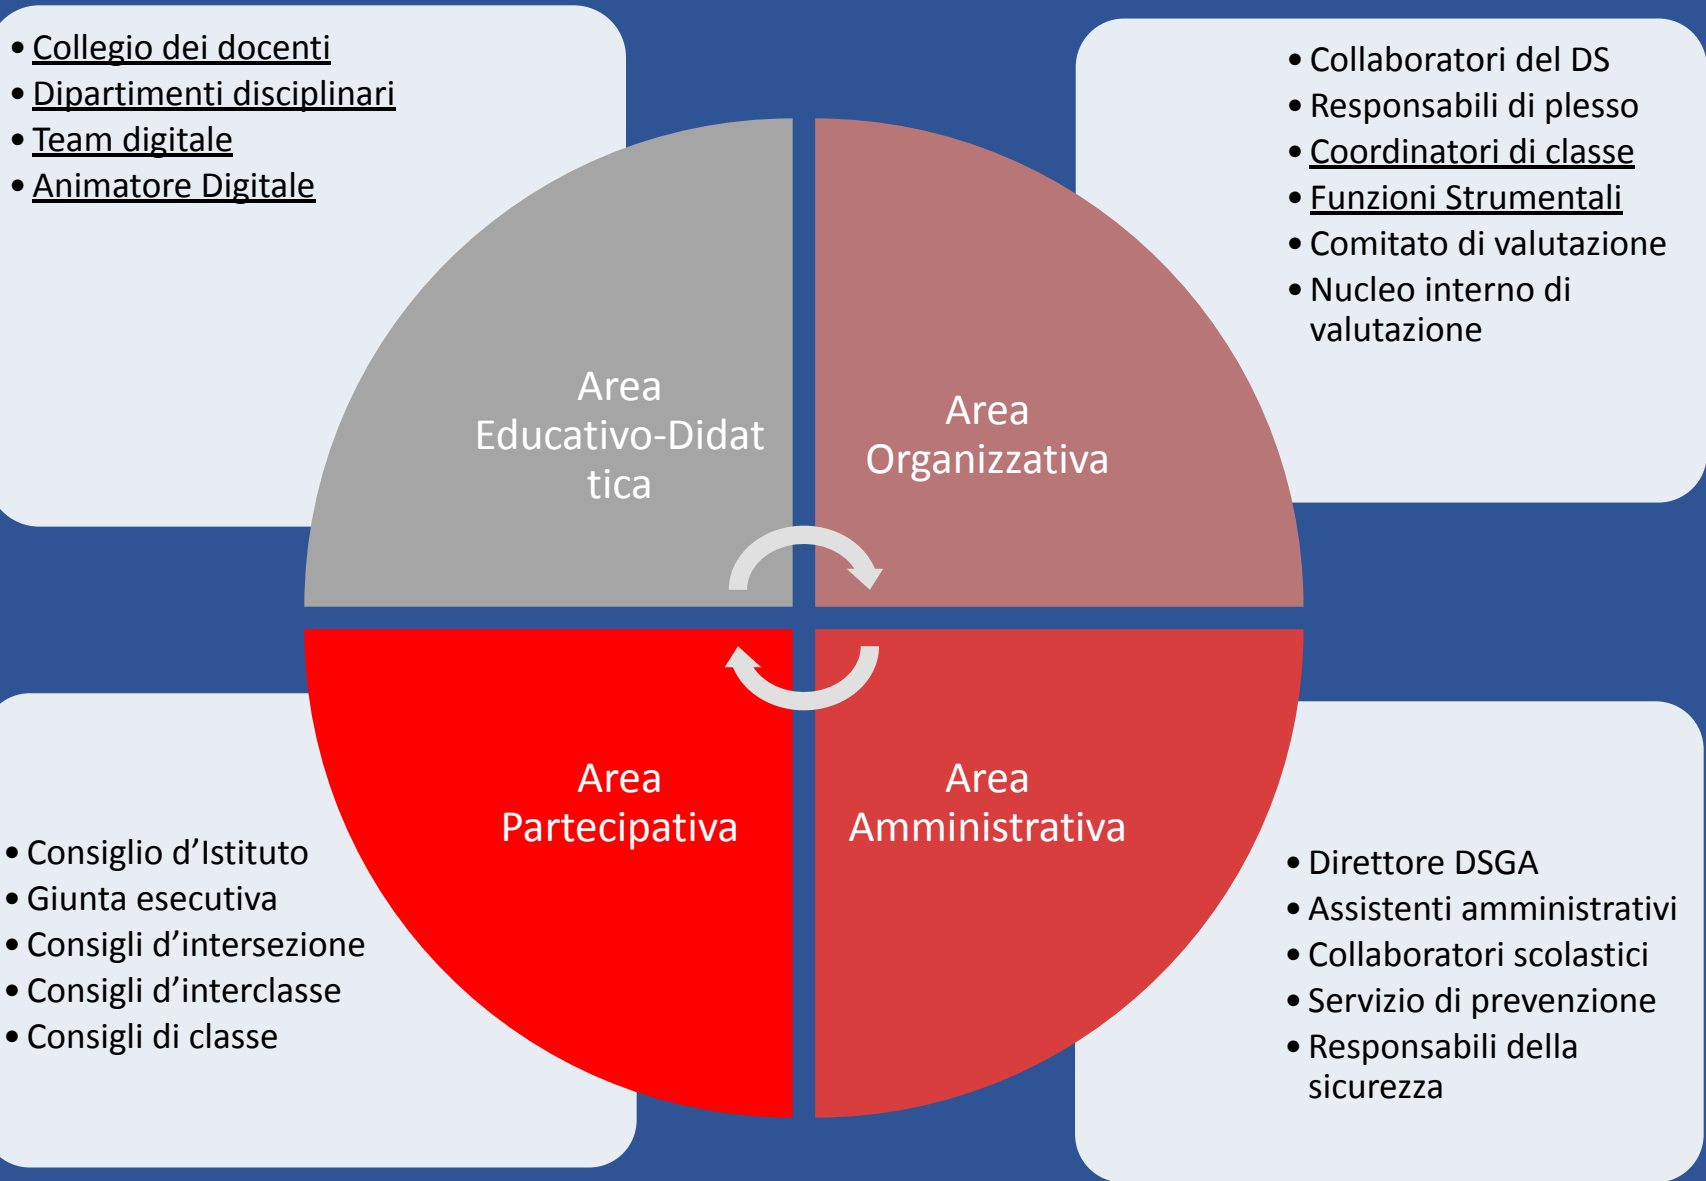 • Collegio dei docenti
• Dipartimenti disciplinari
• Team digitale
• Animatore Digitale
• Collaboratori del DS
• Responsabili di plesso
• Coordinatori di classe
• Funzioni Strumentali
• Comitato di valutazione
• Nucleo interno di
valutazione
Area
Educativo-Didat
tica
Area
Organizzativa
Area
Partecipativa
Area
Amministrativa
• Consiglio d’Istituto
• Giunta esecutiva
• Consigli d’intersezione
• Consigli d’interclasse
• Consigli di classe
• Direttore DSGA
• Assistenti amministrativi
• Collaboratori scolastici
• Servizio di prevenzione
• Responsabili della
sicurezza